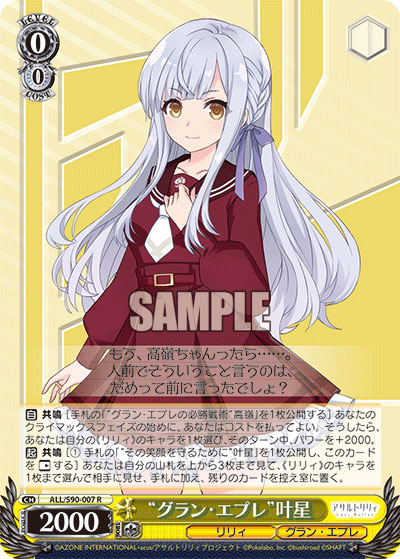 LEVEL
0
0
COST
SAMPLE
もう、高嶺ちゃんったら……。
人前でそういうこと言うのは、
だめって前に言ったでしょ?
自 共鳴 [手札の「“グラン・エプレの必勝戦術”高嶺」を1枚公開する] あなたの
クライマックスフェイズの始めに、あなたはコストを払ってよい。そうしたら、
あなたは自分の《リリィ》のキャラを1枚選び、そのターン中、パワーを+2000。
起 共鳴 [① 手札の「その笑顔を守るために」を1枚公開し、このカード
を する] あなたは自分の山札を上から3枚まで見て、《リリィ》のキャラを
1枚まで選んで相手に見せ、手札に加え、残りのカードを控え室に置く。
CH ALL/S90-007 R
2000
“グラン・エプレ”叶星
アサルトリリィ
Last Bullet
リリィ
グラン・エプレ
©AZONE INTERNATIONAL・acus/アサルトリリィプロジェクト ©Pokelabo, Inc. ©bushiroad ©SHAFT